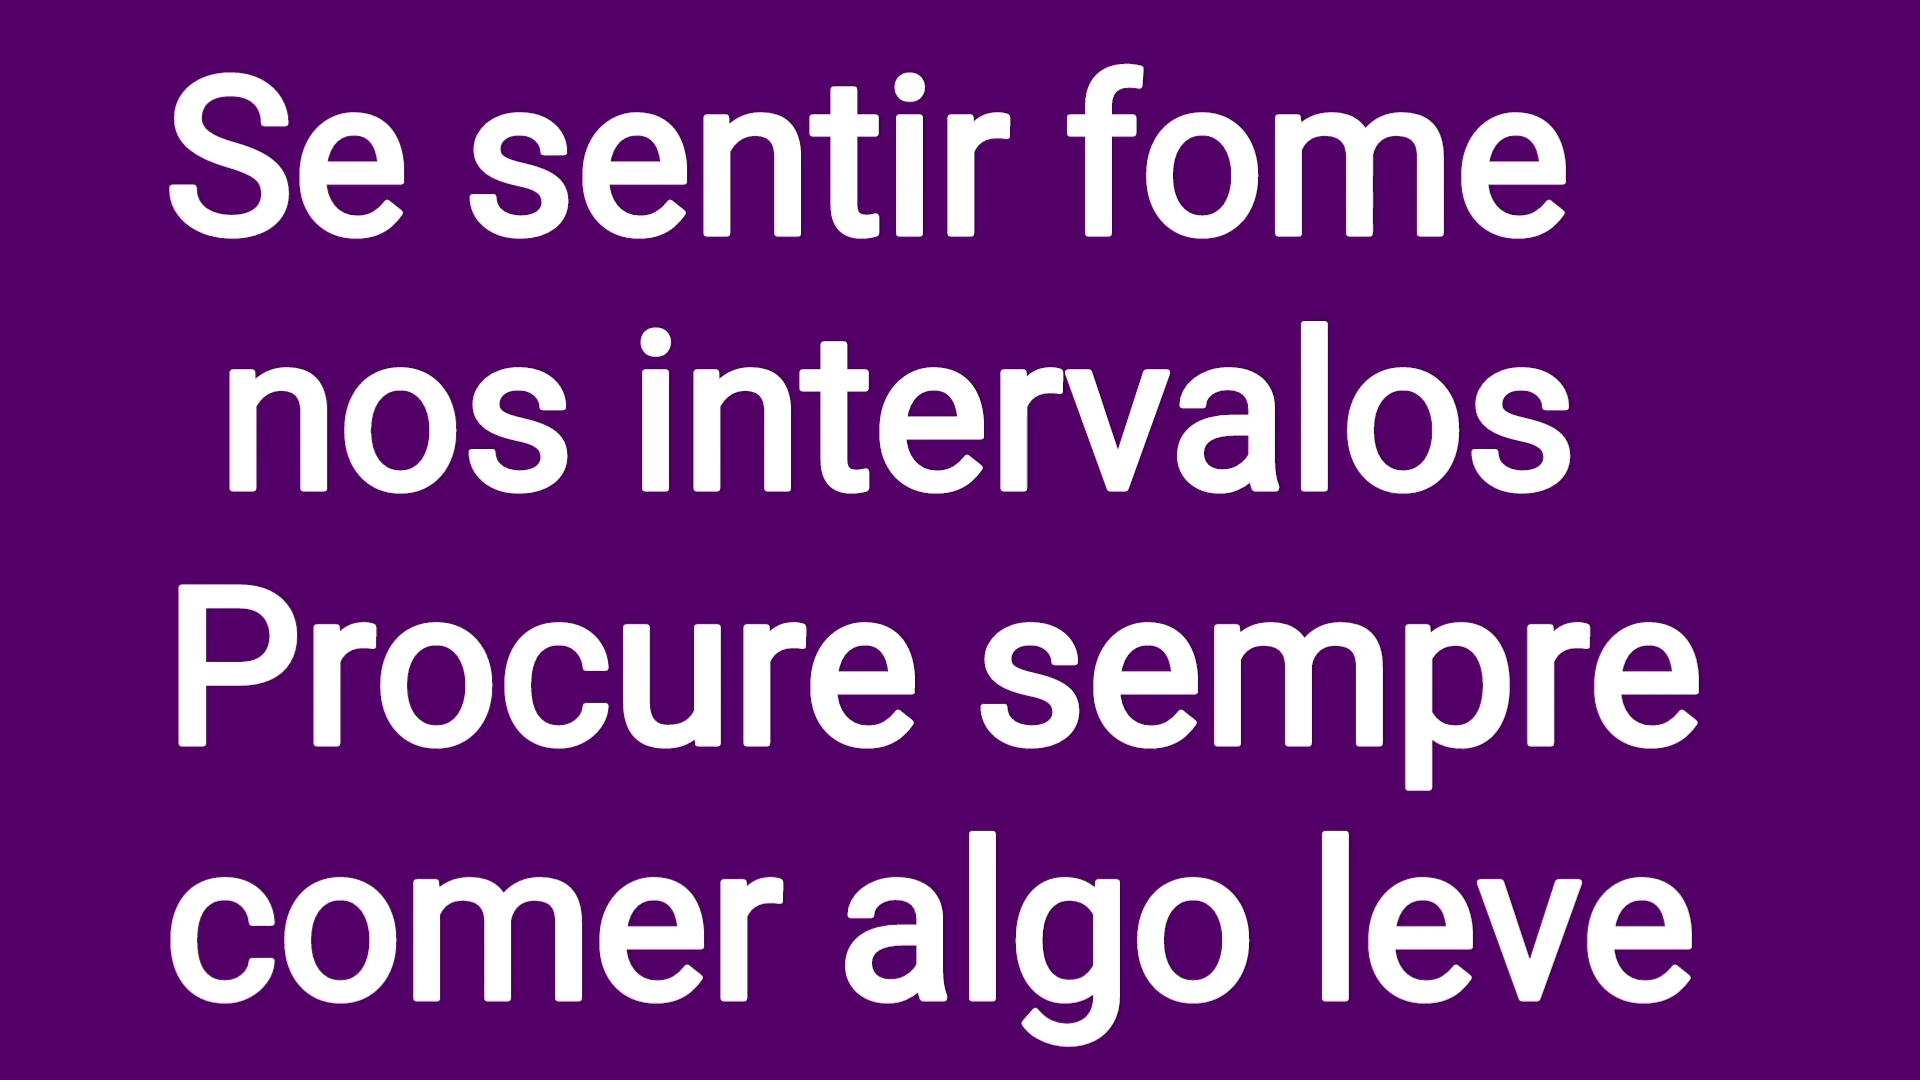 Se sentir fome
nos intervalos
Procure sempre
comer algo leve